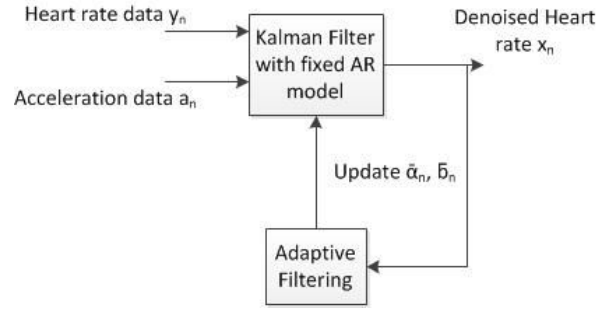 Heart rate data yₙ
Acceleration data aₙ
Kalman Filter
with fixed AR
model
Denoised Heart
rate xₙ
Update ᾱₙ, b̄ₙ
Adaptive
Filtering